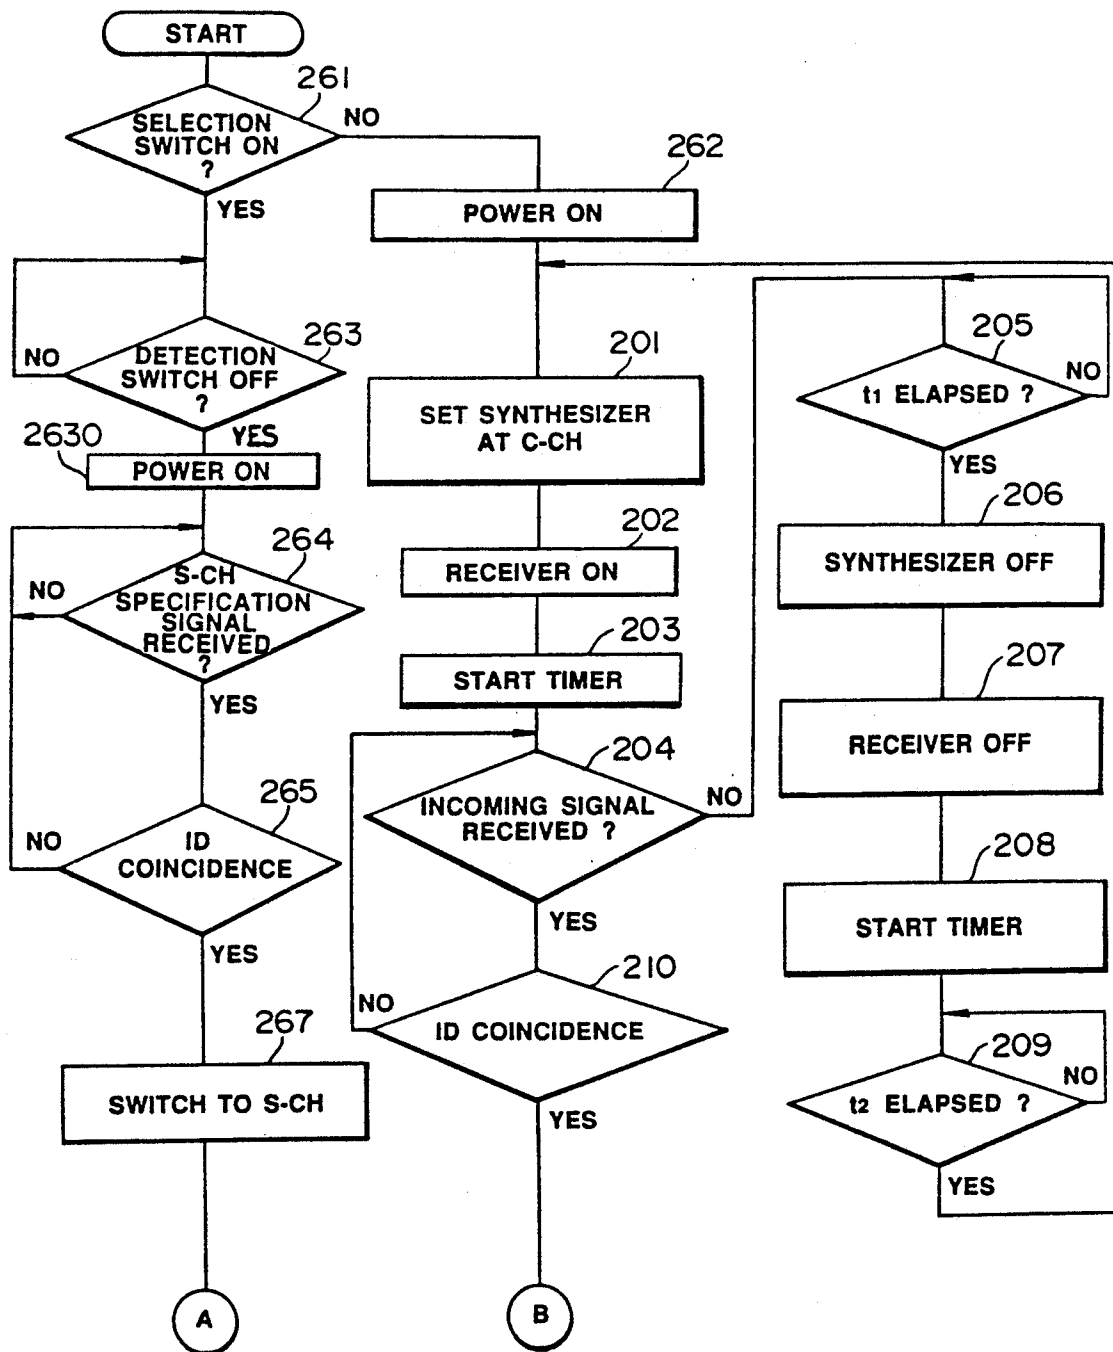 START
261
SELECTION
SWITCH ON
?
NO
YES
262
POWER ON
263
NO
DETECTION
SWITCH OFF
?
YES
2630
POWER ON
264
NO
S-CH
SPECIFICATION
SIGNAL
RECEIVED
?
YES
265
NO
ID
COINCIDENCE
YES
267
SWITCH TO S-CH
A
201
SET SYNTHESIZER
AT C-CH
202
RECEIVER ON
203
START TIMER
204
INCOMING SIGNAL
RECEIVED ?
NO
YES
210
NO
ID COINCIDENCE
YES
B
205
t1 ELAPSED ?
NO
YES
206
SYNTHESIZER OFF
207
RECEIVER OFF
208
START TIMER
209
t2 ELAPSED ?
NO
YES